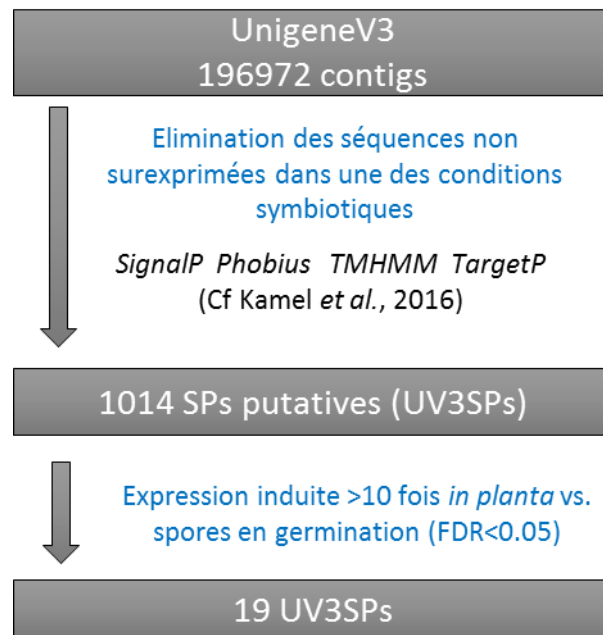 UnigeneV3
196972 contigs
Elimination des séquences non
surexprimées dans une des conditions
symbiotiques
SignalP Phobius TMHMM TargetP
(Cf Kamel et al., 2016)
1014 SPs putatives (UV3SPs)
Expression induite >10 fois in planta vs.
spores en germination (FDR<0.05)
19 UV3SPs